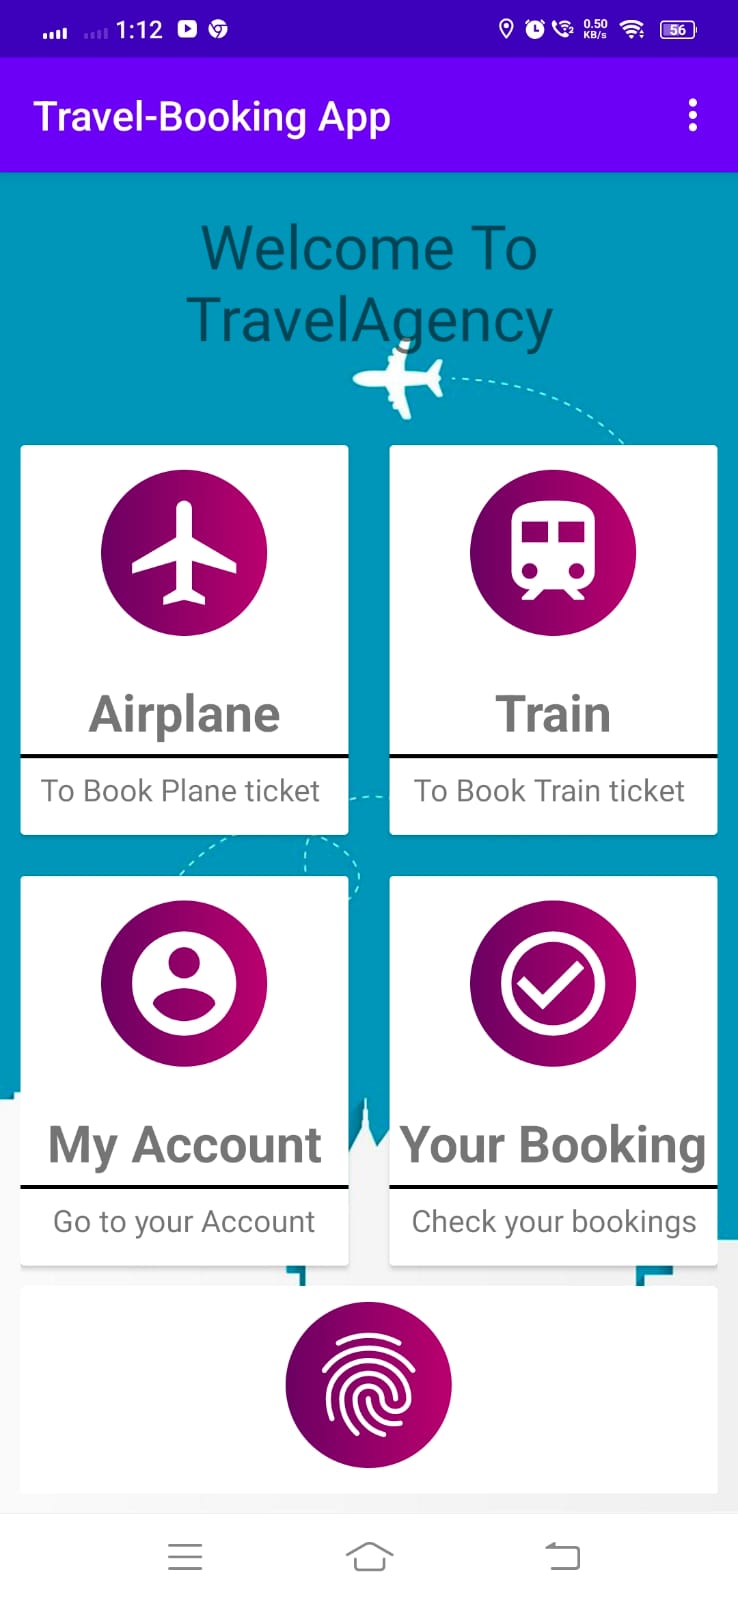 1:12
0.50
KB/s
56
Travel-Booking App
Welcome To
TravelAgency
Airplane
Train
To Book Plane ticket
To Book Train ticket
My Account
Your Booking
Go to your Account
Check your bookings